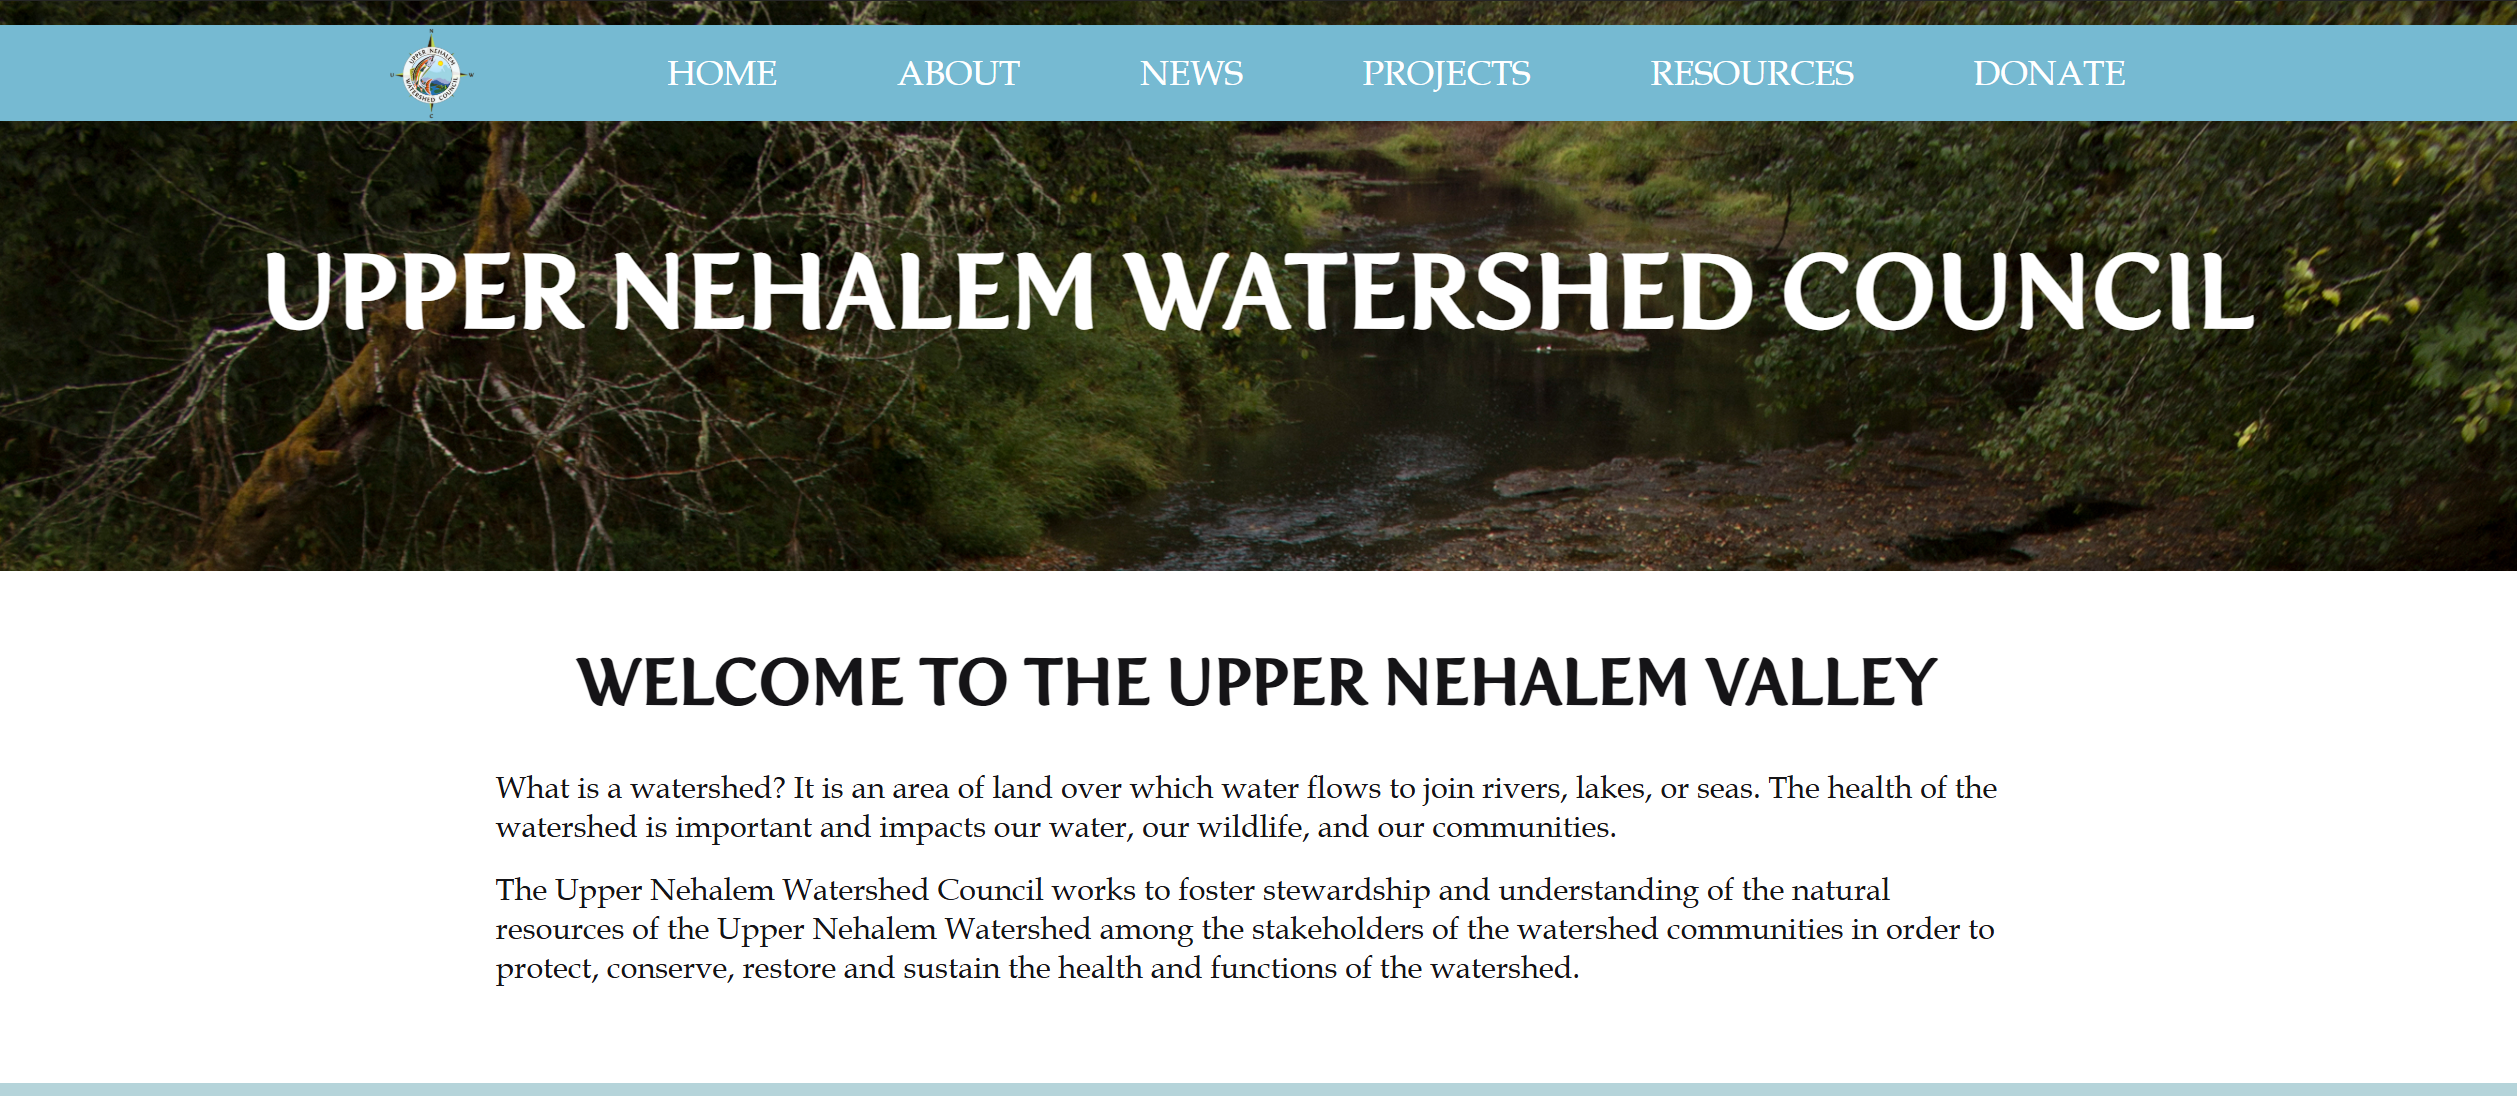 N
UPPER NEHALEM
U W
WATERSHED COUNCIL
C
HOME ABOUT NEWS PROJECTS RESOURCES DONATE
UPPER NEHALEM WATERSHED COUNCIL
WELCOME TO THE UPPER NEHALEM VALLEY
What is a watershed? It is an area of land over which water flows to join rivers, lakes, or seas. The health of the
watershed is important and impacts our water, our wildlife, and our communities.
The Upper Nehalem Watershed Council works to foster stewardship and understanding of the natural
resources of the Upper Nehalem Watershed among the stakeholders of the watershed communities in order to
protect, conserve, restore and sustain the health and functions of the watershed.